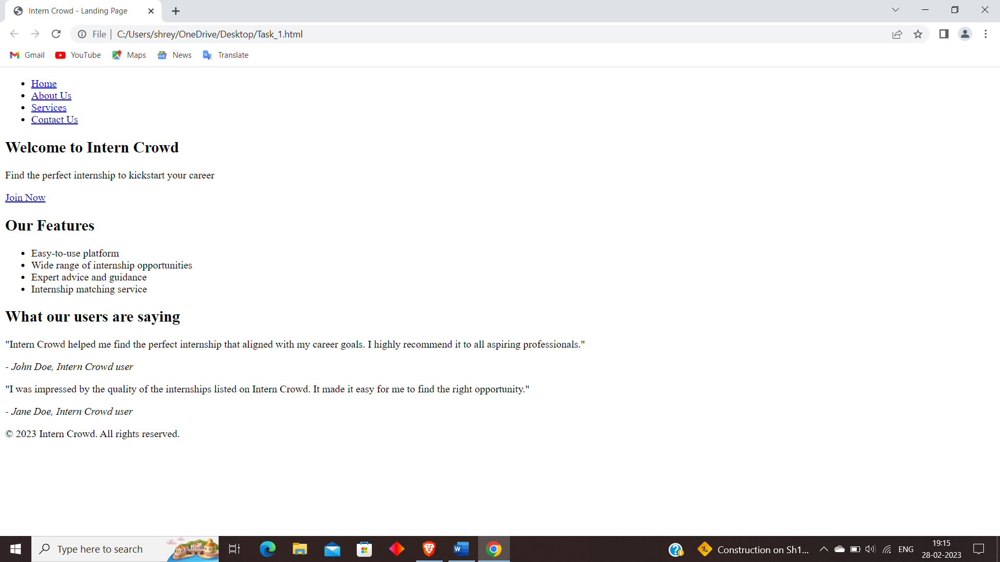 Intern Crowd - Landing Page
File | C:/Users/shrey/OneDrive/Desktop/Task_1.html
Gmail YouTube Maps News Translate
Home
About Us
Services
Contact Us
Welcome to Intern Crowd
Find the perfect internship to kickstart your career
Join Now
Our Features
Easy-to-use platform
Wide range of internship opportunities
Expert advice and guidance
Internship matching service
What our users are saying
"Intern Crowd helped me find the perfect internship that aligned with my career goals. I highly recommend it to all aspiring professionals."
- John Doe, Intern Crowd user
"I was impressed by the quality of the internships listed on Intern Crowd. It made it easy for me to find the right opportunity."
- Jane Doe, Intern Crowd user
© 2023 Intern Crowd. All rights reserved.
Type here to search
Construction on Sh1...
ENG
19:15
28-02-2023